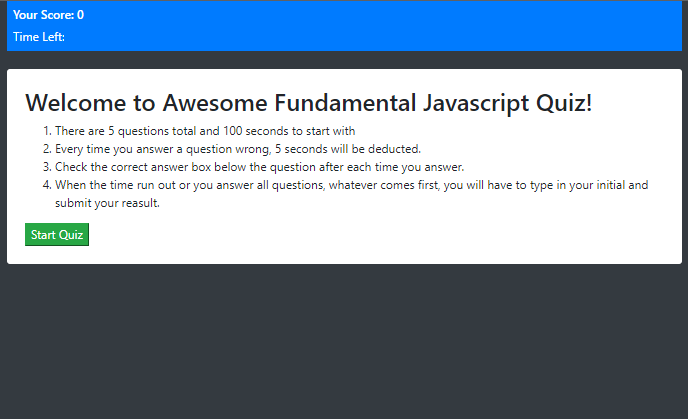 Your Score: 0
Time Left:
Welcome to Awesome Fundamental Javascript Quiz!
1. There are 5 questions total and 100 seconds to start with
2. Every time you answer a question wrong, 5 seconds will be deducted.
3. Check the correct answer box below the question after each time you answer.
4. When the time run out or you answer all questions, whatever comes first, you will have to type in your initial and
submit your reasult.
Start Quiz